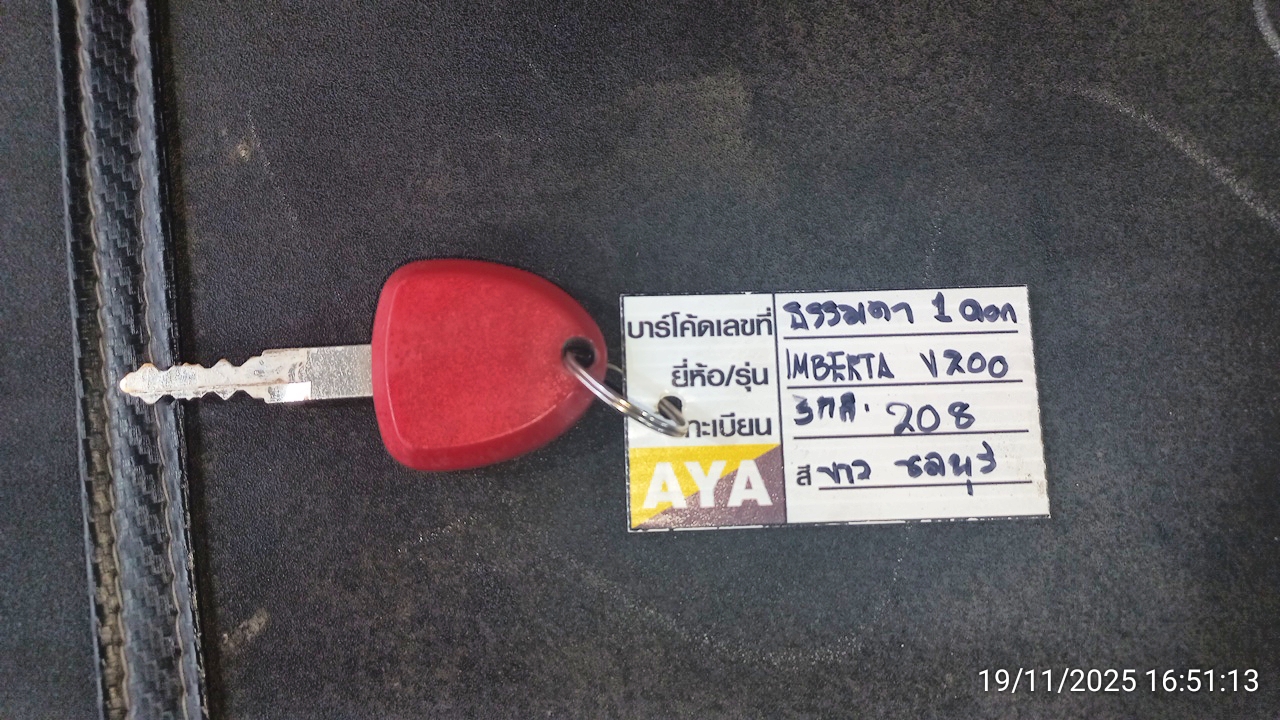 บาร์โค้ดเลขที่ ธรรมดา 1 ดอก
ยี่ห้อ/รุ่น IMBERTA V200
ทะเบียน 3กส. 208
สี ขาว ชลบุรี
AYA
19/11/2025 16:51:13